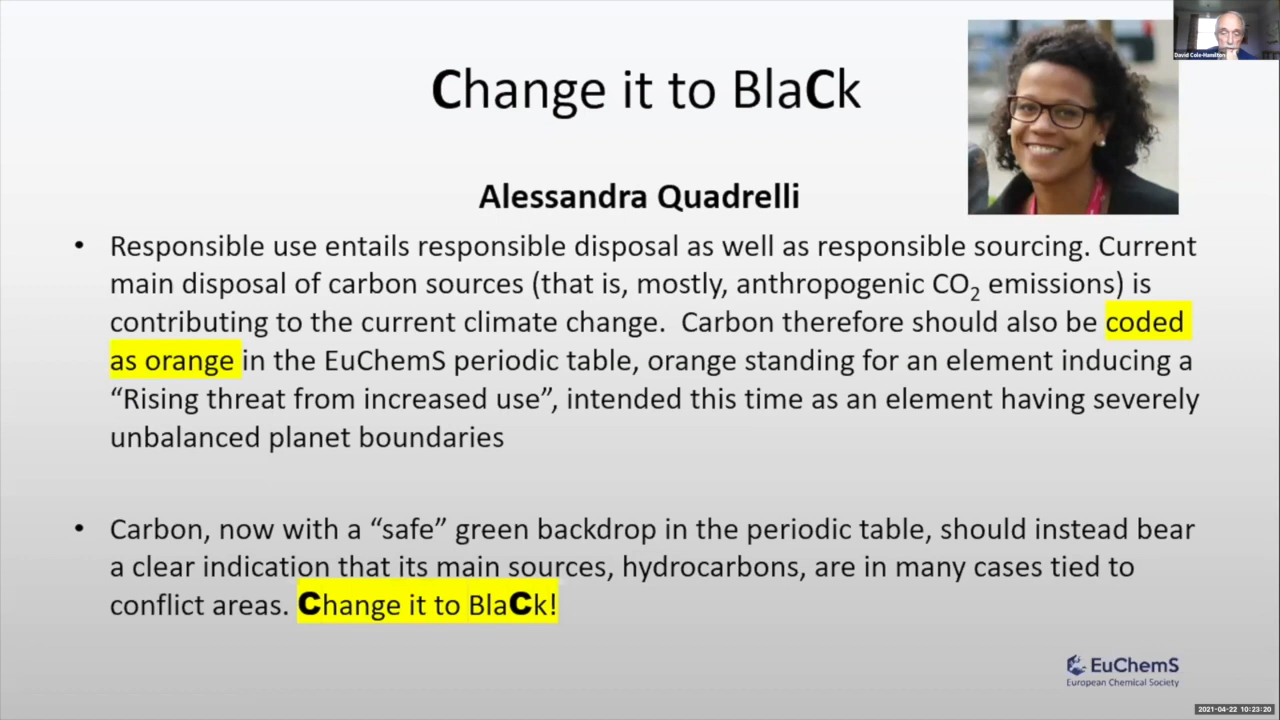 David Cole-Hamilton
Change it to BlaCk
Alessandra Quadrelli
• Responsible use entails responsible disposal as well as responsible sourcing. Current
main disposal of carbon sources (that is, mostly, anthropogenic CO₂ emissions) is
contributing to the current climate change.  Carbon therefore should also be coded
as orange in the EuChemS periodic table, orange standing for an element inducing a
“Rising threat from increased use”, intended this time as an element having severely
unbalanced planet boundaries
• Carbon, now with a “safe” green backdrop in the periodic table, should instead bear
a clear indication that its main sources, hydrocarbons, are in many cases tied to
conflict areas. Change it to BlaCk!
EuChemS
European Chemical Society
2021-04-22 10:23:20